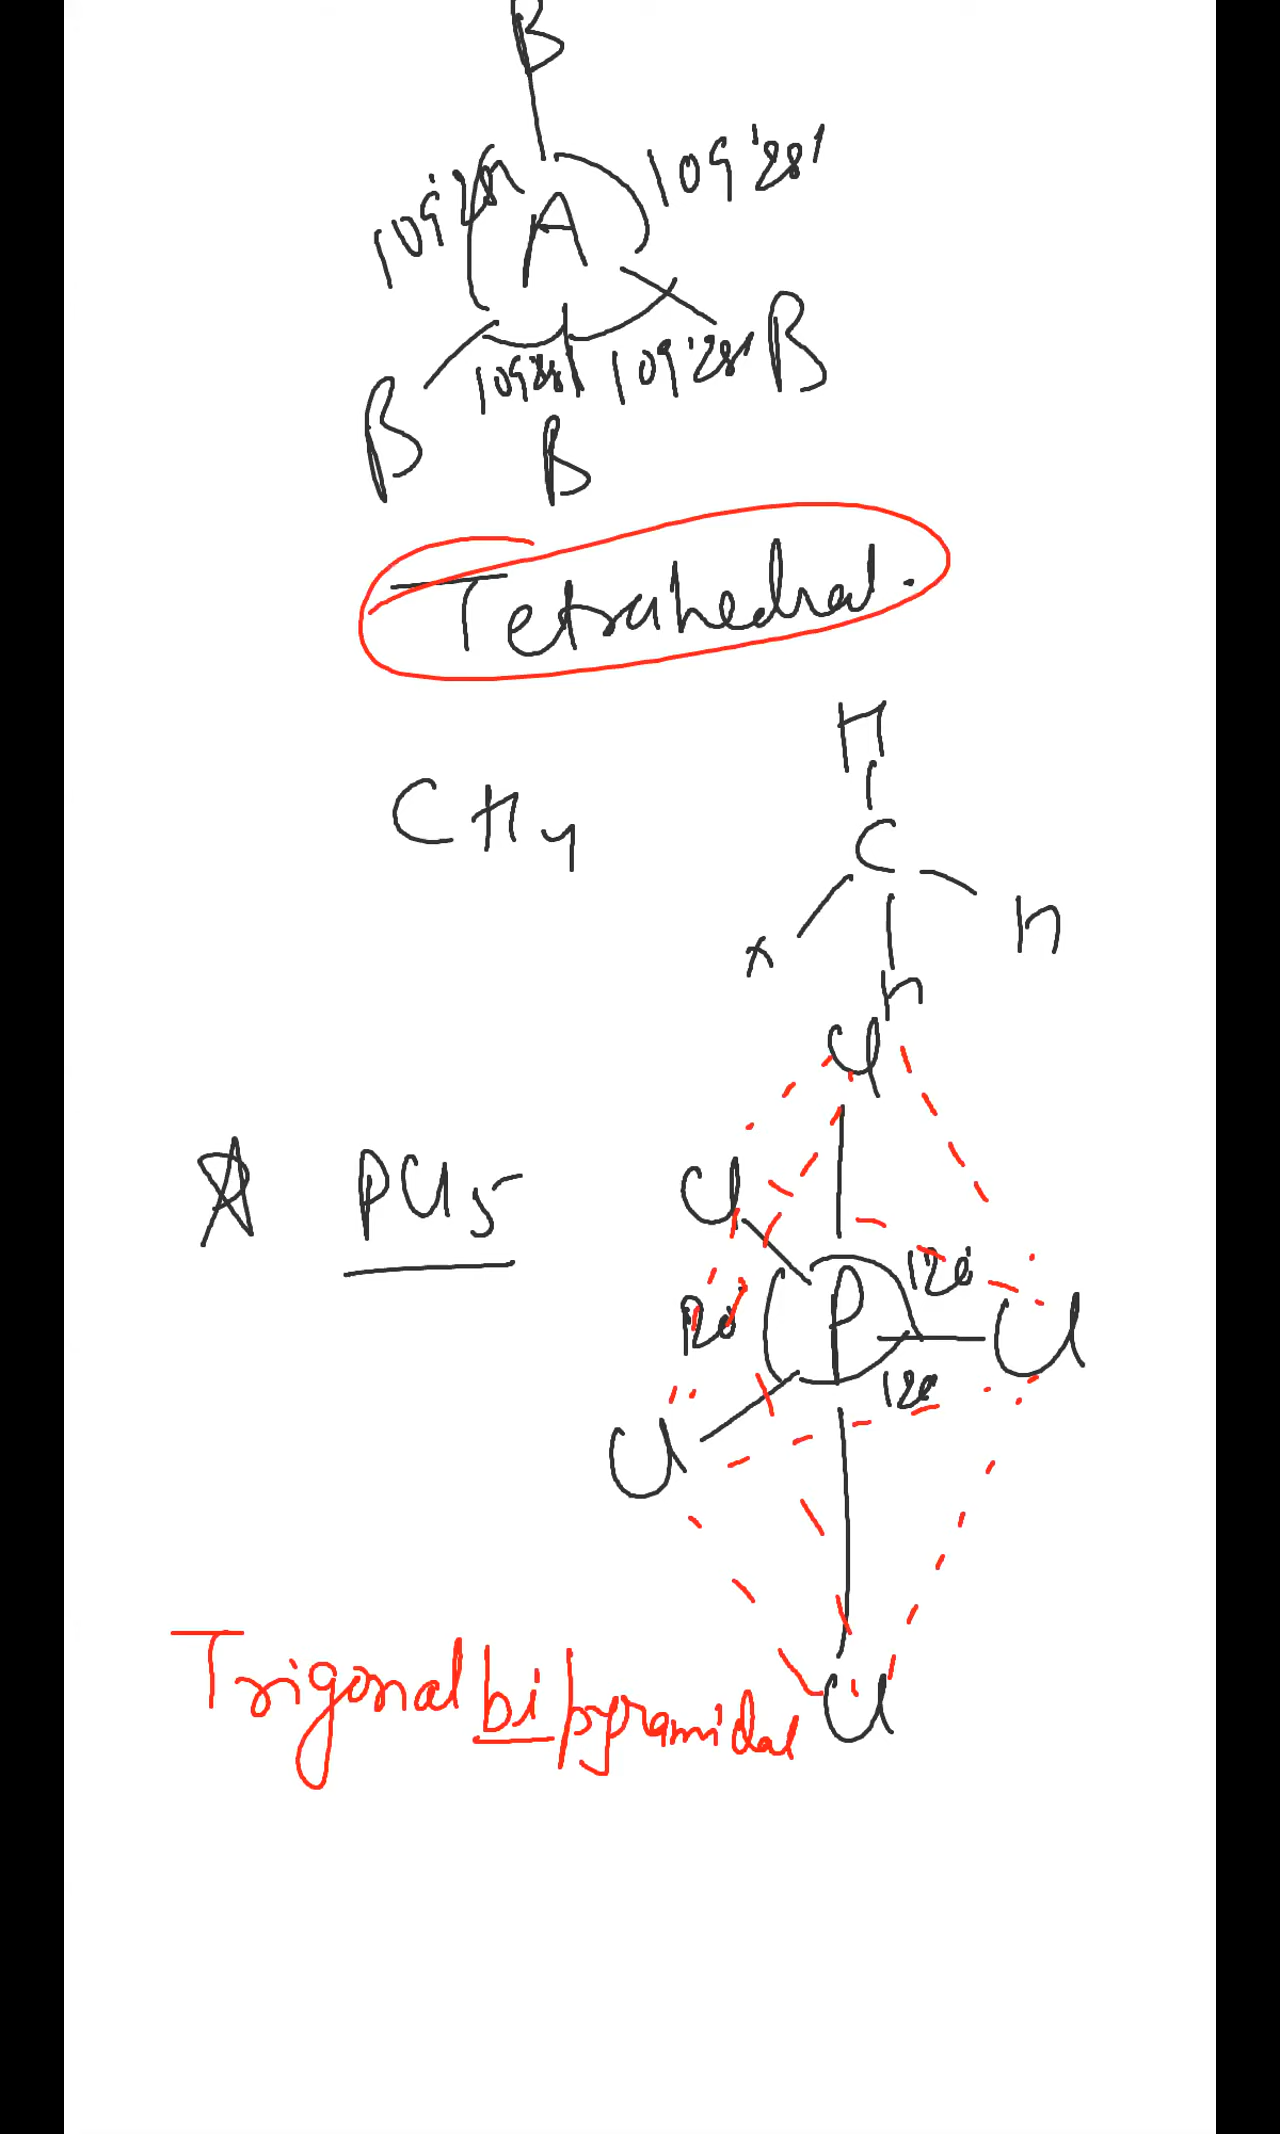 B
109°28' 109°28'
A
109°28' 109°28' B
B B
Tetrahedral.
H
CH4 C
H
H
Cl
PCl5 Cl
120°
120° P Cl
120°
Cl
Trigonal bipyramidal Cl